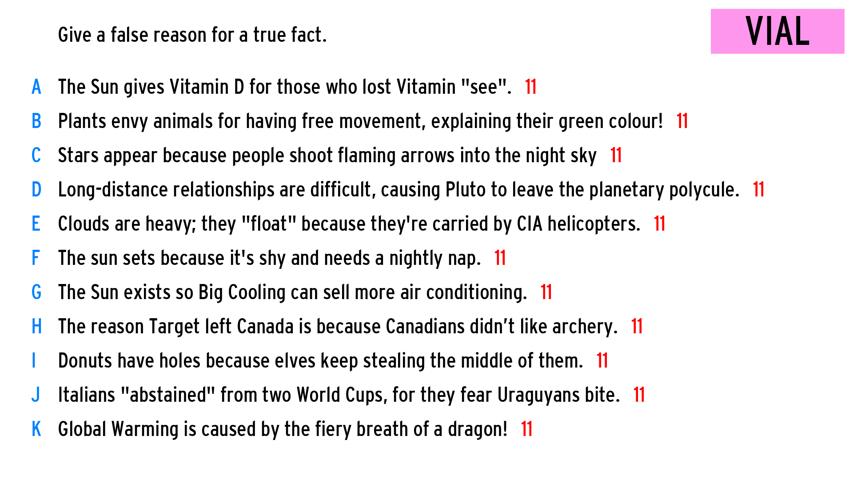 Give a false reason for a true fact.
VIAL
A The Sun gives Vitamin D for those who lost Vitamin "see". 11
B Plants envy animals for having free movement, explaining their green colour! 11
C Stars appear because people shoot flaming arrows into the night sky 11
D Long-distance relationships are difficult, causing Pluto to leave the planetary polycule. 11
E Clouds are heavy; they "float" because they're carried by CIA helicopters. 11
F The sun sets because it's shy and needs a nightly nap. 11
G The Sun exists so Big Cooling can sell more air conditioning. 11
H The reason Target left Canada is because Canadians didn’t like archery. 11
I Donuts have holes because elves keep stealing the middle of them. 11
J Italians "abstained" from two World Cups, for they fear Uraguyans bite. 11
K Global Warming is caused by the fiery breath of a dragon! 11